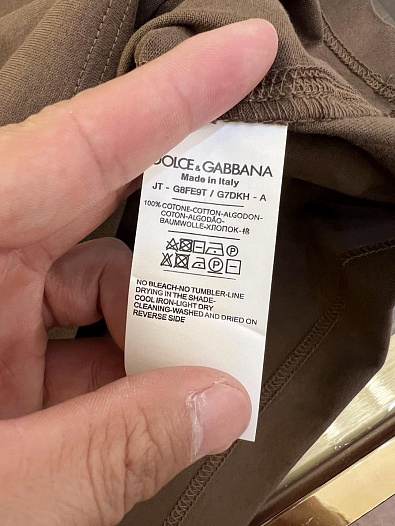 DOLCE & GABBANA
Made in Italy
JT - G8FE9T / G7DKH - A
100% COTONE-COTTON-ALGODON-
COTON-ALGODÃO-
BAUMWOLLE-ХЛОПОК-棉
NO BLEACH-NO TUMBLER-LINE
DRYING IN THE SHADE-
COOL IRON-LIGHT DRY
CLEANING-WASHED AND DRIED ON
REVERSE SIDE